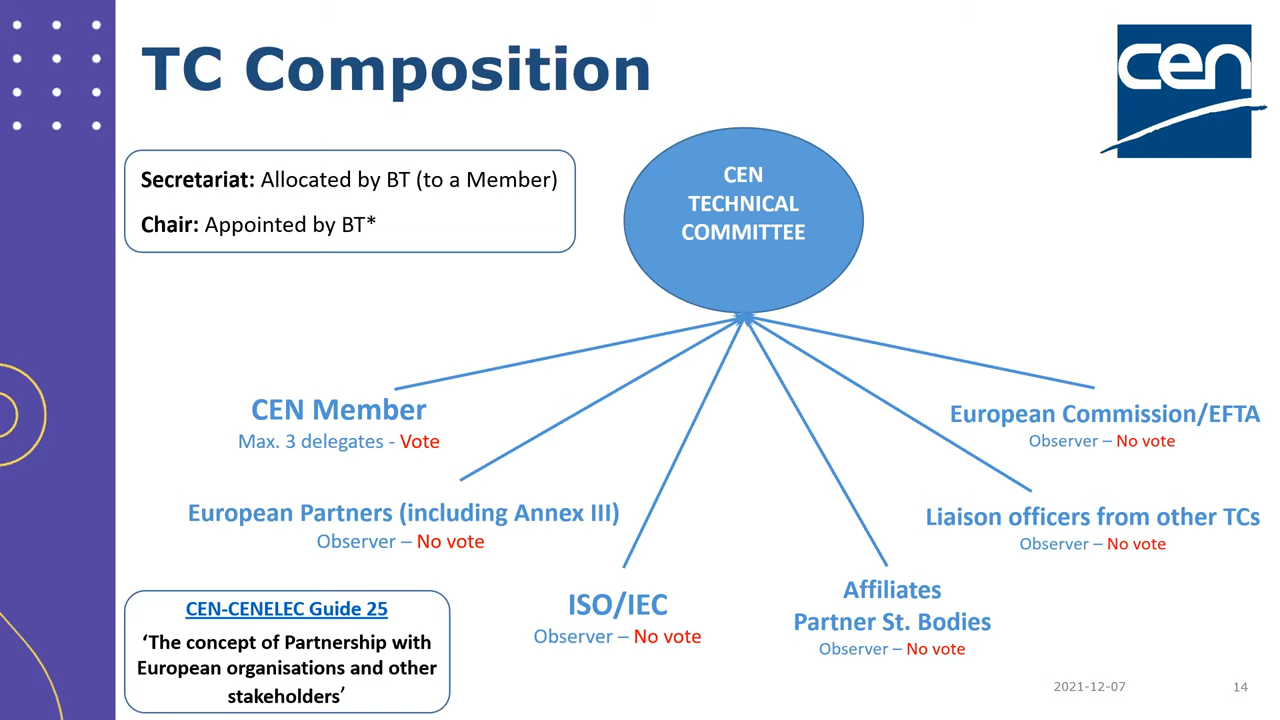 TC Composition
cen
Secretariat: Allocated by BT (to a Member)
Chair: Appointed by BT*
CEN
TECHNICAL
COMMITTEE
CEN Member
Max. 3 delegates - Vote
European Commission/EFTA
Observer – No vote
European Partners (including Annex III)
Observer – No vote
Liaison officers from other TCs
Observer – No vote
ISO/IEC
Observer – No vote
Affiliates
Partner St. Bodies
Observer – No vote
CEN-CENELEC Guide 25
‘The concept of Partnership with
European organisations and other
stakeholders’
2021-12-07
14